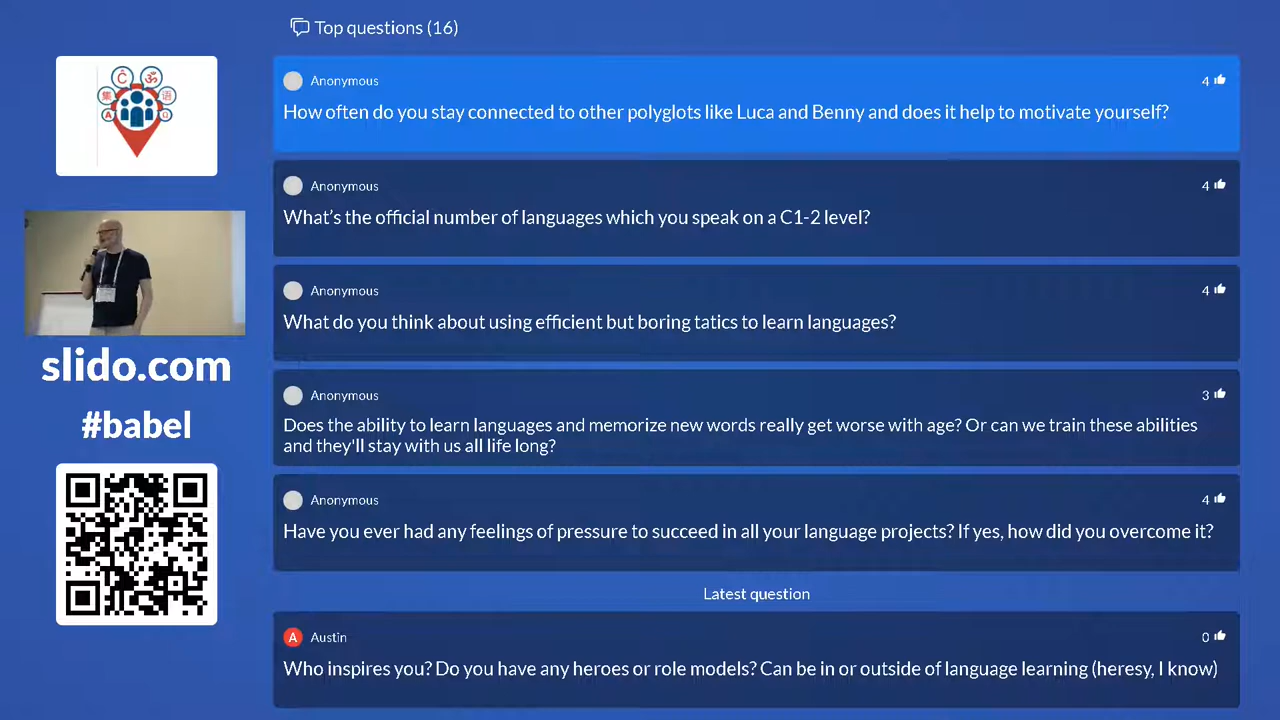 Top questions (16)
Anonymous
4
How often do you stay connected to other polyglots like Luca and Benny and does it help to motivate yourself?
Anonymous
4
What's the official number of languages which you speak on a C1-2 level?
Anonymous
4
What do you think about using efficient but boring tatics to learn languages?
Anonymous
3
Does the ability to learn languages and memorize new words really get worse with age? Or can we train these abilities
and they'll stay with us all life long?
Anonymous
4
Have you ever had any feelings of pressure to succeed in all your language projects? If yes, how did you overcome it?
Latest question
A Austin
0
Who inspires you? Do you have any heroes or role models? Can be in or outside of language learning (heresy, I know)
Ĉ ॐ
集 语
A Ω
slido.com
#babel